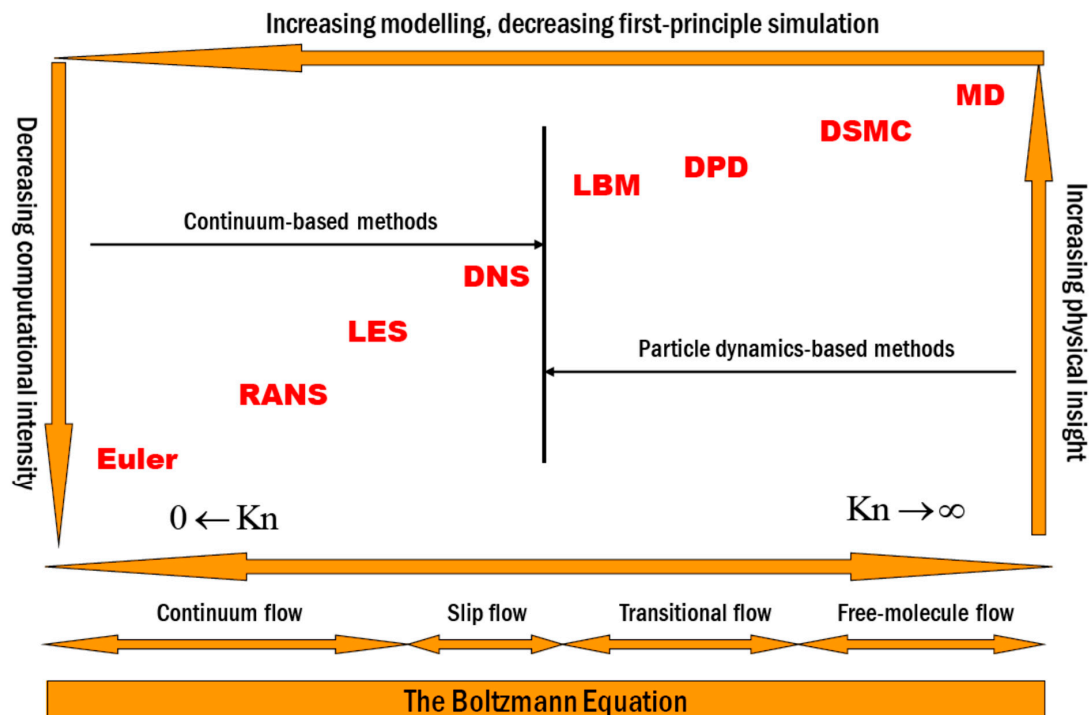 Increasing modelling, decreasing first-principle simulation
MD
DSMC
DPD
LBM
Decreasing computational intensity
Increasing physical insight
Continuum-based methods
DNS
LES
Particle dynamics-based methods
RANS
Euler
0 ← Kn
Kn → ∞
Continuum flow
Slip flow
Transitional flow
Free-molecule flow
The Boltzmann Equation